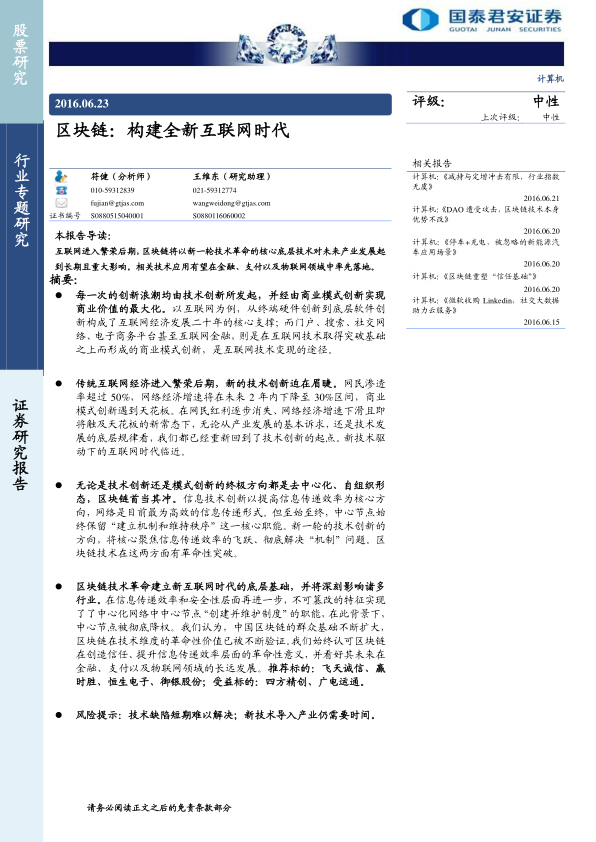 股票研究
行业专题研究
证券研究报告
国泰君安证券
GUOTAI JUNAN SECURITIES
计算机
2016.06.23
区块链：构建全新互联网时代
评级： 中性
上次评级： 中性
符健（分析师） 王维东（研究助理）
010-59312839 021-59312774
fujian@gtjas.com wangweidong@gtjas.com
证书编号 S0880515040001 S0880116060002
本报告导读：
互联网进入繁荣后期，区块链将以新一轮技术革命的核心底层技术对未来产业发展起
到长期且重大影响。相关技术应用有望在金融、支付以及物联网领域中率先落地。
摘要：
● 每一次的创新浪潮均由技术创新所发起，并经由商业模式创新实现
商业价值的最大化。以互联网为例，从终端硬件创新到底层软件创
新构成了互联网经济发展二十年的核心支撑；而门户、搜索、社交网
络、电子商务平台甚至互联网金融，则是在互联网技术取得突破基础
之上而形成的商业模式创新，是互联网技术变现的途径。
● 传统互联网经济进入繁荣后期，新的技术创新迫在眉睫。网民渗透
率超过 50%，网络经济增速将在未来 2 年内下降至 30%区间，商业
模式创新遇到天花板。在网民红利逐步消失、网络经济增速下滑且即
将触及天花板的新常态下，无论从产业发展的基本诉求，还是技术发
展的底层规律看，我们都已经重新回到了技术创新的起点。新技术驱
动下的互联网时代临近。
● 无论是技术创新还是模式创新的终极方向都是去中心化、自组织形
态，区块链首当其冲。信息技术创新以提高信息传递效率为核心方
向，网络是目前最为高效的信息传递形式。但至始至终，中心节点始
终保留“建立机制和维持秩序”这一核心职能。新一轮的技术创新的
方向，将核心聚焦信息传递效率的飞跃、彻底解决“机制”问题。区
块链技术在这两方面有革命性突破。
● 区块链技术革命建立新互联网时代的底层基础，并将深刻影响诸多
行业。在信息传递效率和安全性层面再进一步，不可篡改的特征实现
了了中心化网络中中心节点“创建并维护制度”的职能，在此背景下，
中心节点被彻底降权。我们认为，中国区块链的群众基础不断扩大，
区块链在技术维度的革命性价值已被不断验证。我们始终认可区块链
在创造信任、提升信息传递效率层面的革命性意义，并看好其未来在
金融、支付以及物联网领域的长远发展。推荐标的：飞天诚信、赢
时胜、恒生电子、御银股份；受益标的：四方精创、广电运通。
● 风险提示：技术缺陷短期难以解决；新技术导入产业仍需要时间。
相关报告
计算机：《减持与定增冲击有限，行业指数
无虞》
2016.06.21
计算机：《DAO 遭受攻击，区块链技术本身
优势不改》
2016.06.20
计算机：《停车+充电，被忽略的新能源汽
车应用场景》
2016.06.20
计算机：《区块链重塑“信任基础”》
2016.06.20
计算机：《微软收购 Linkedin，社交大数据
助力云服务》
2016.06.15
请务必阅读正文之后的免责条款部分